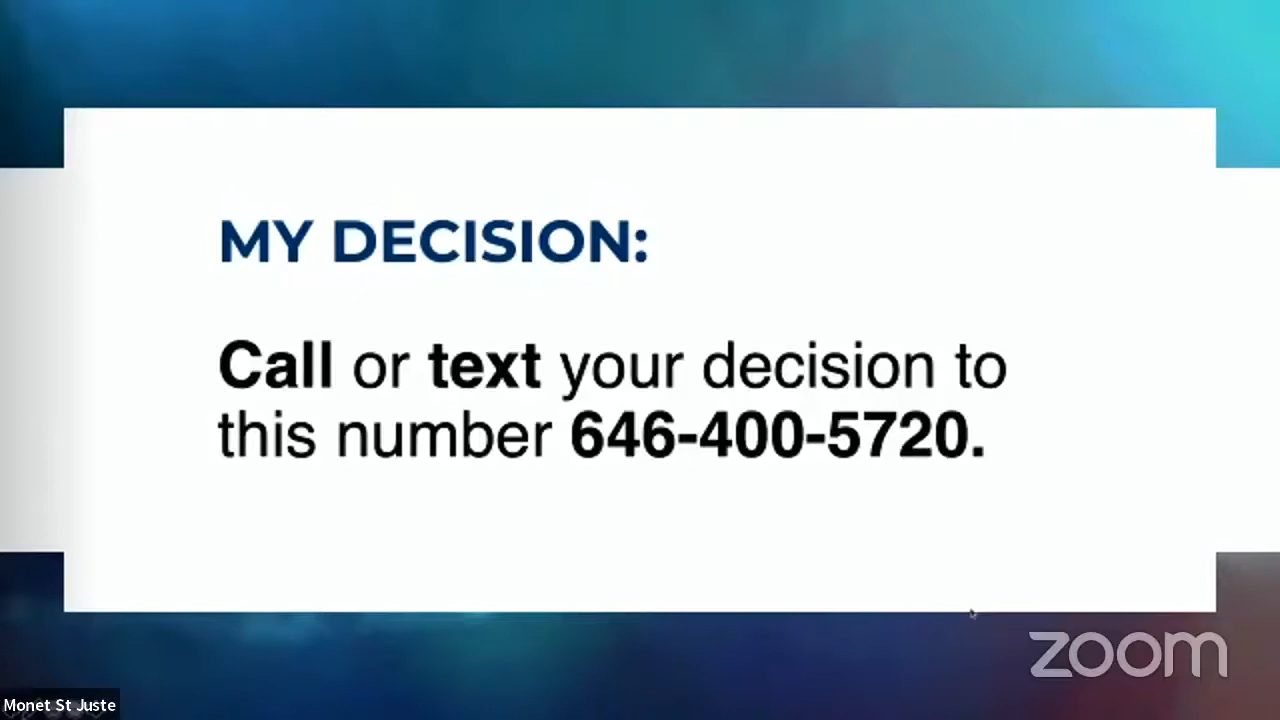 MY DECISION:
Call or text your decision to
this number 646-400-5720.
zoom
Monet St Juste